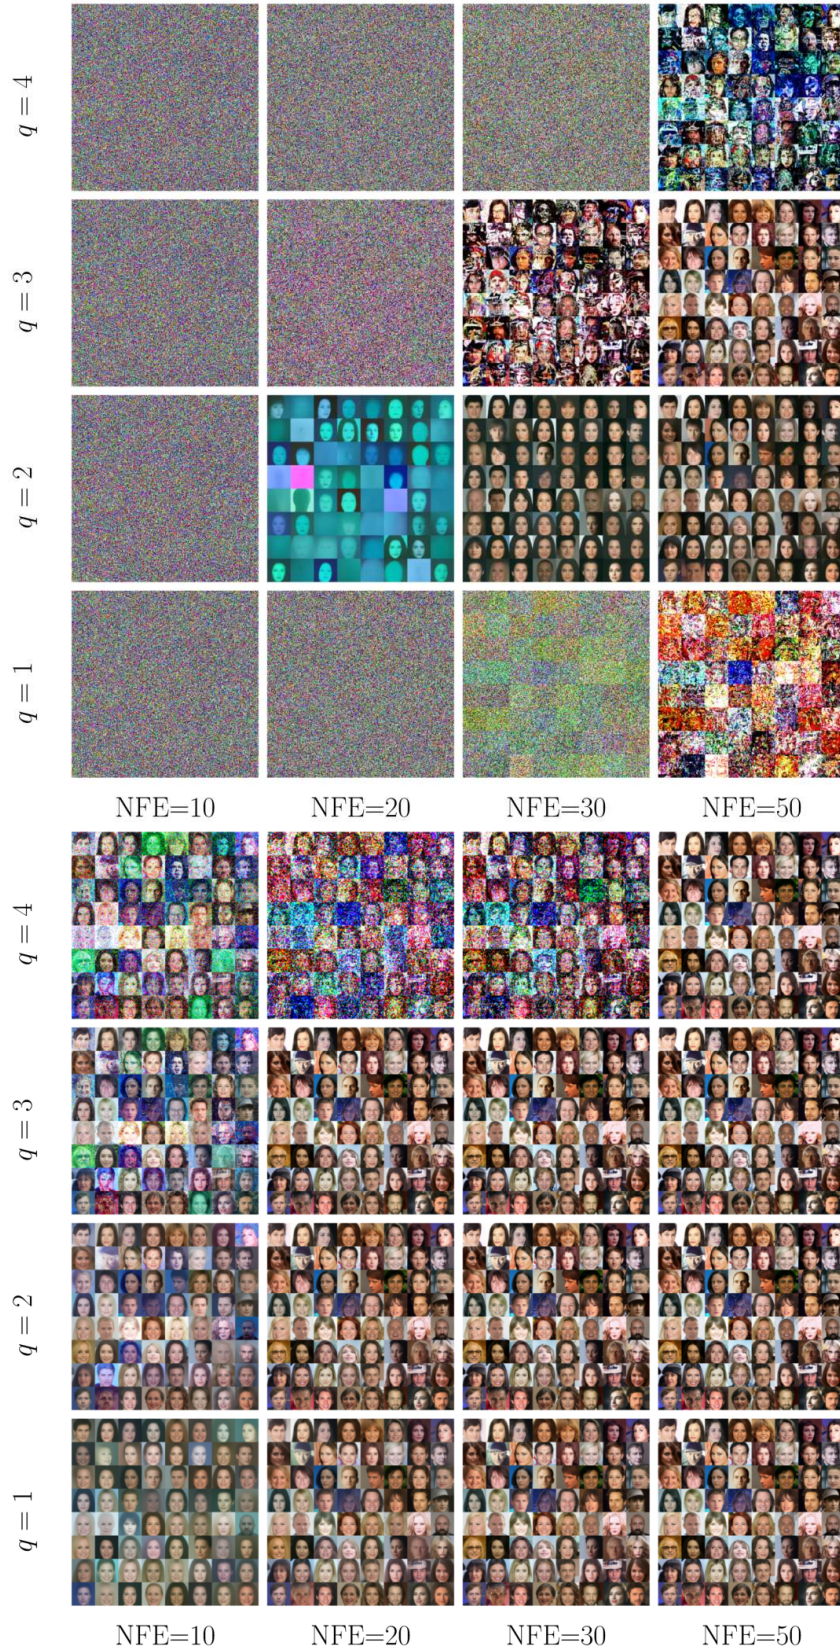 q = 4
q = 3
q = 2
q = 1
NFE=10 NFE=20 NFE=30 NFE=50
q = 4
q = 3
q = 2
q = 1
NFE=10 NFE=20 NFE=30 NFE=50